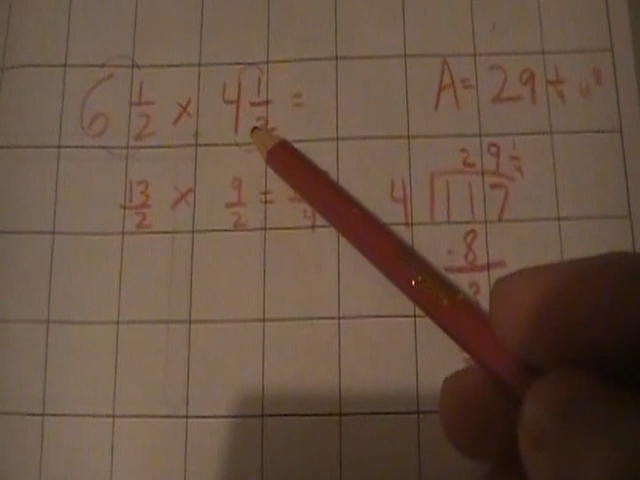 6 1/2 x 4 1/2 =
A = 29 1/4 u²
13/2 x 9/2 = /4
29 1/4
4 117
-8